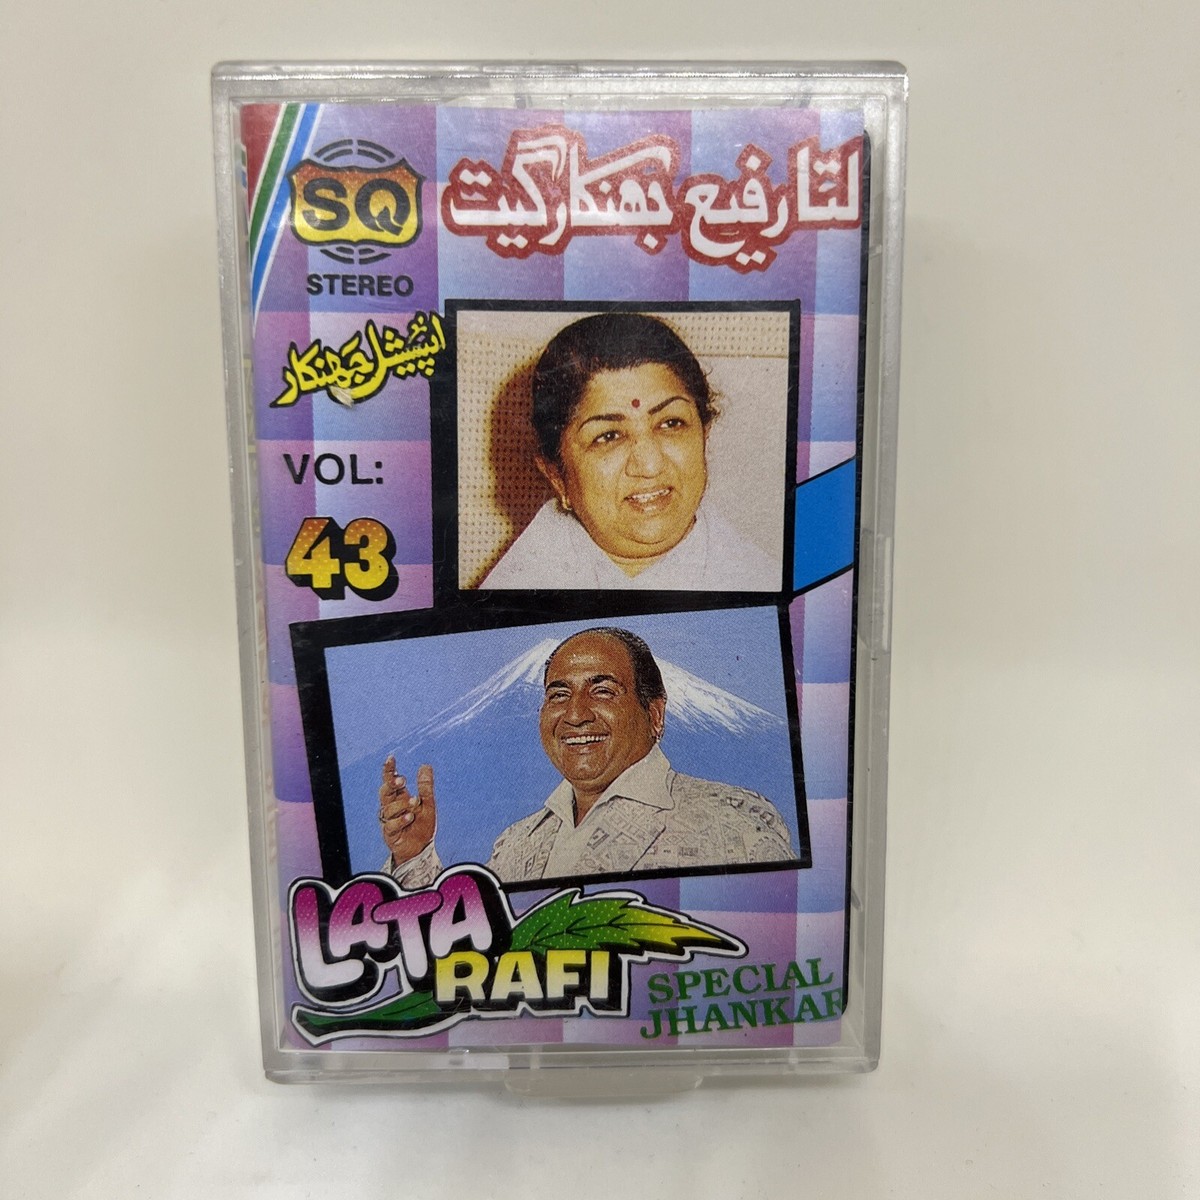 لتا رفیع جھنکار گیت
SQ
STEREO
اسپیشل جھنکار
VOL:
43
LATA
RAFI
SPECIAL
JHANKAR